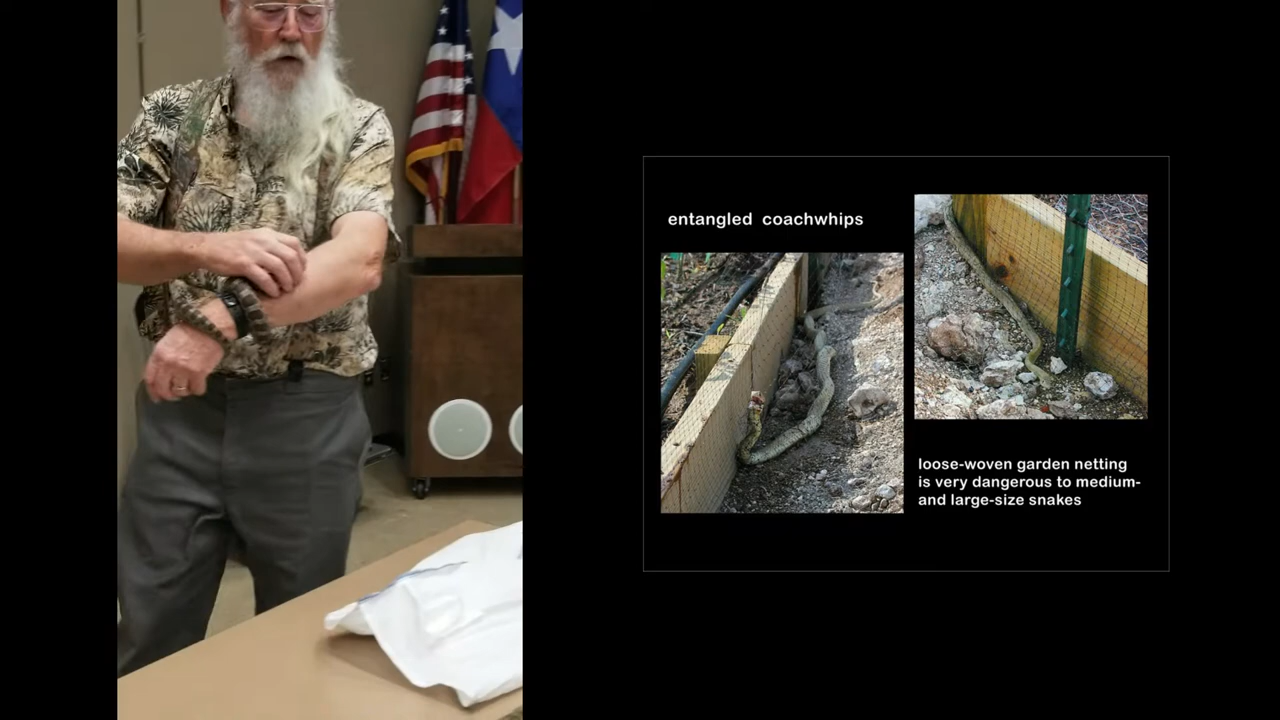 entangled coachwhips
loose-woven garden netting
is very dangerous to medium-
and large-size snakes